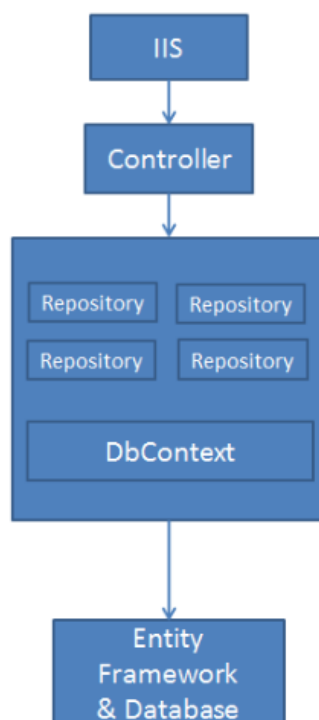 IIS
Controller
Repository Repository
Repository Repository
DbContext
Entity
Framework
& Database